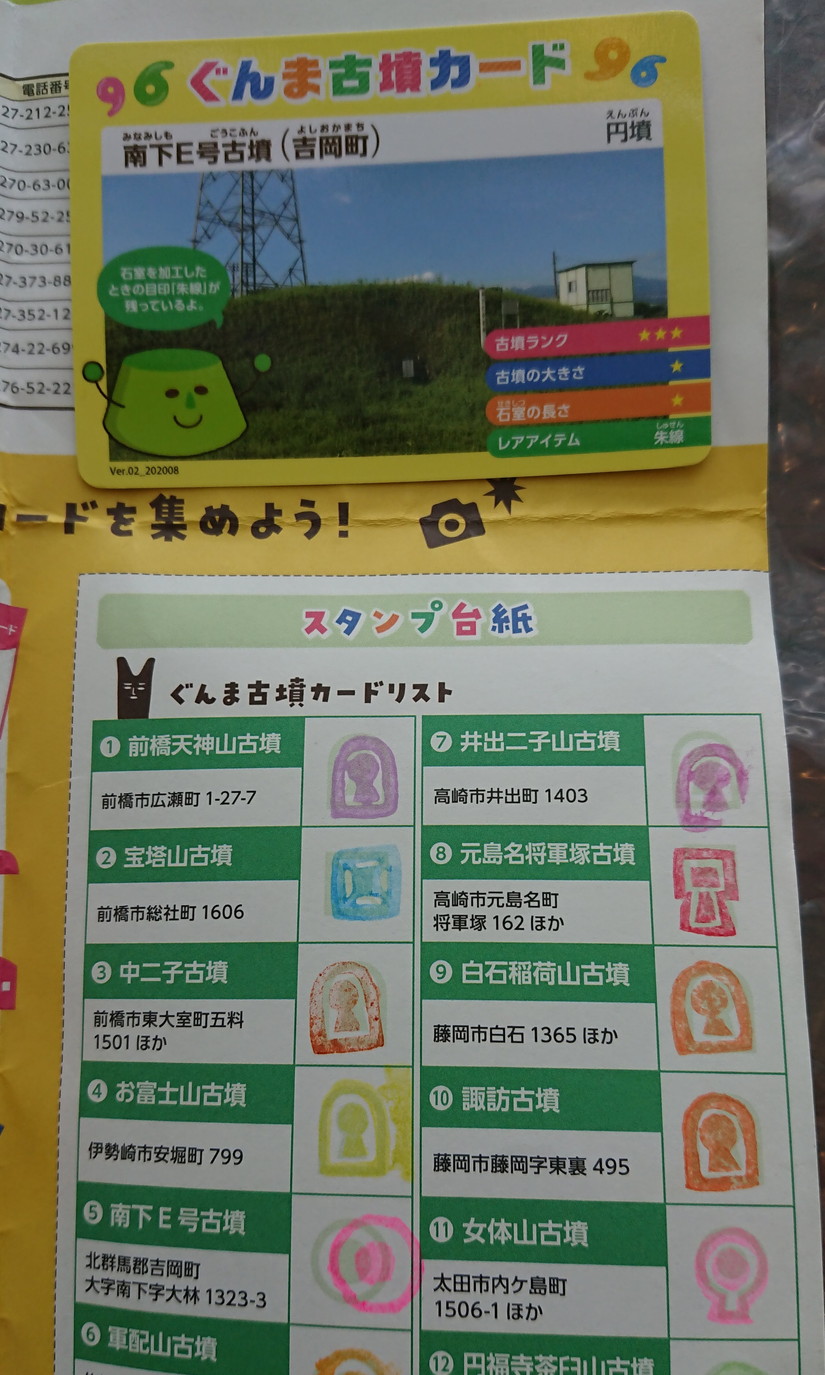 電話番号
27-212-2
27-230-6
270-63-0
279-52-2
270-30-61
27-373-88
27-352-12
274-22-69
76-52-22
96 ぐんま古墳カード 96
みなみしも ごうこふん よしおかまち
南下E号古墳(吉岡町)
えんぷん
円墳
石室を加工した
ときの目印「朱線」が
残っているよ。
古墳ランク ★★★
古墳の大きさ ★
せきしつ
石室の長さ ★
しゅせん
レアアイテム 朱線
Ver.02_202008
ードを集めよう!
ード
スタンプ台紙
ぐんま古墳カードリスト
① 前橋天神山古墳
前橋市広瀬町 1-27-7
② 宝塔山古墳
前橋市総社町 1606
③ 中二子古墳
前橋市東大室町五料
1501 ほか
④ お富士山古墳
伊勢崎市安堀町 799
⑤ 南下E号古墳
北群馬郡吉岡町
大字南下字大林 1323-3
⑥ 軍配山古墳
⑦ 井出二子山古墳
高崎市井出町 1403
⑧ 元島名将軍塚古墳
高崎市元島名町
将軍塚 162 ほか
⑨ 白石稲荷山古墳
藤岡市白石 1365 ほか
⑩ 諏訪古墳
藤岡市藤岡字東裏 495
⑪ 女体山古墳
太田市内ケ島町
1506-1 ほか
⑫ 円福寺茶臼山古墳